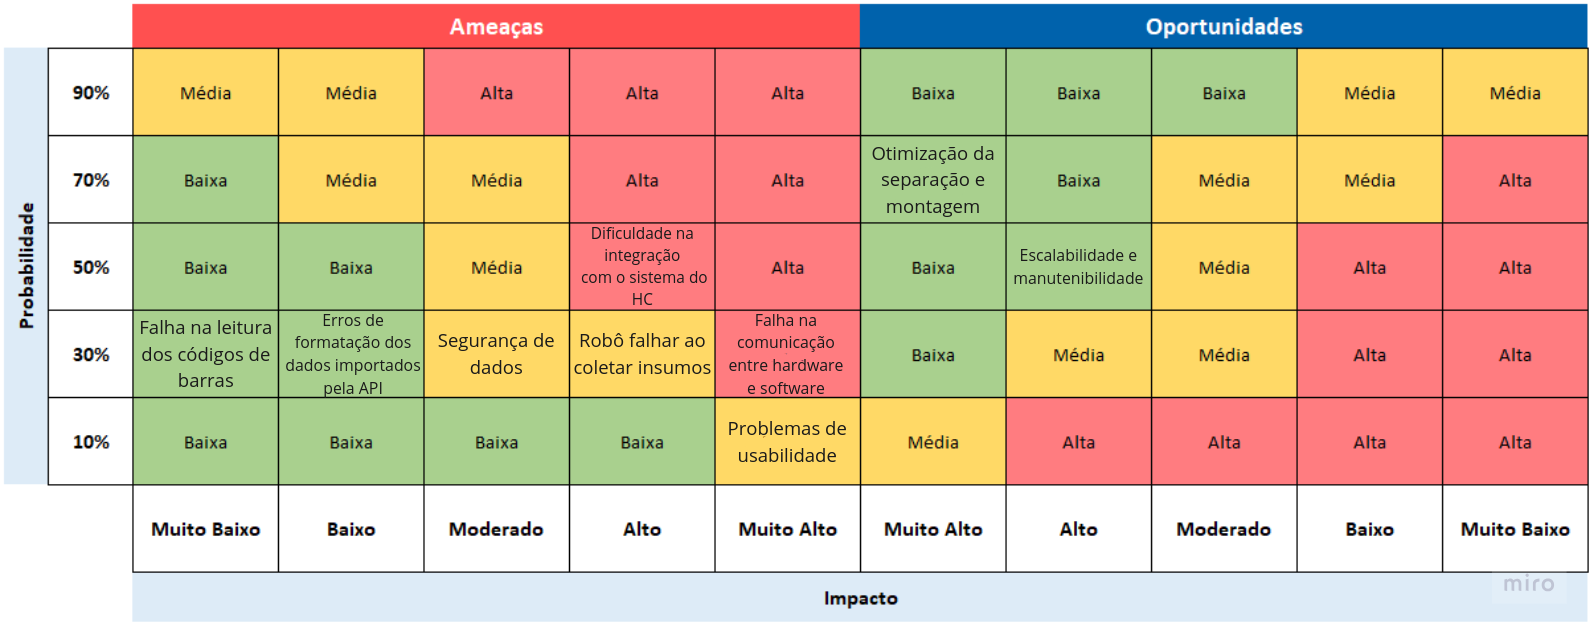 Ameaças Oportunidades
90% Média Média Alta Alta Alta Baixa Baixa Baixa Média Média
70% Baixa Média Média Alta Alta Otimização da
separação e
montagem Baixa Média Média Alta
50% Baixa Baixa Média Dificuldade na
integração
com o sistema do
HC Alta Baixa Escalabilidade e
manutenibilidade Média Alta Alta
30% Falha na leitura
dos códigos de
barras Erros de
formatação dos
dados importados
pela API Segurança de
dados Robô falhar ao
coletar insumos Falha na
comunicação
entre hardware
e software Baixa Média Média Alta Alta
10% Baixa Baixa Baixa Baixa Problemas de
usabilidade Média Alta Alta Alta Alta
Probabilidade
Muito Baixo Baixo Moderado Alto Muito Alto Muito Alto Alto Moderado Baixo Muito Baixo
miro
Impacto